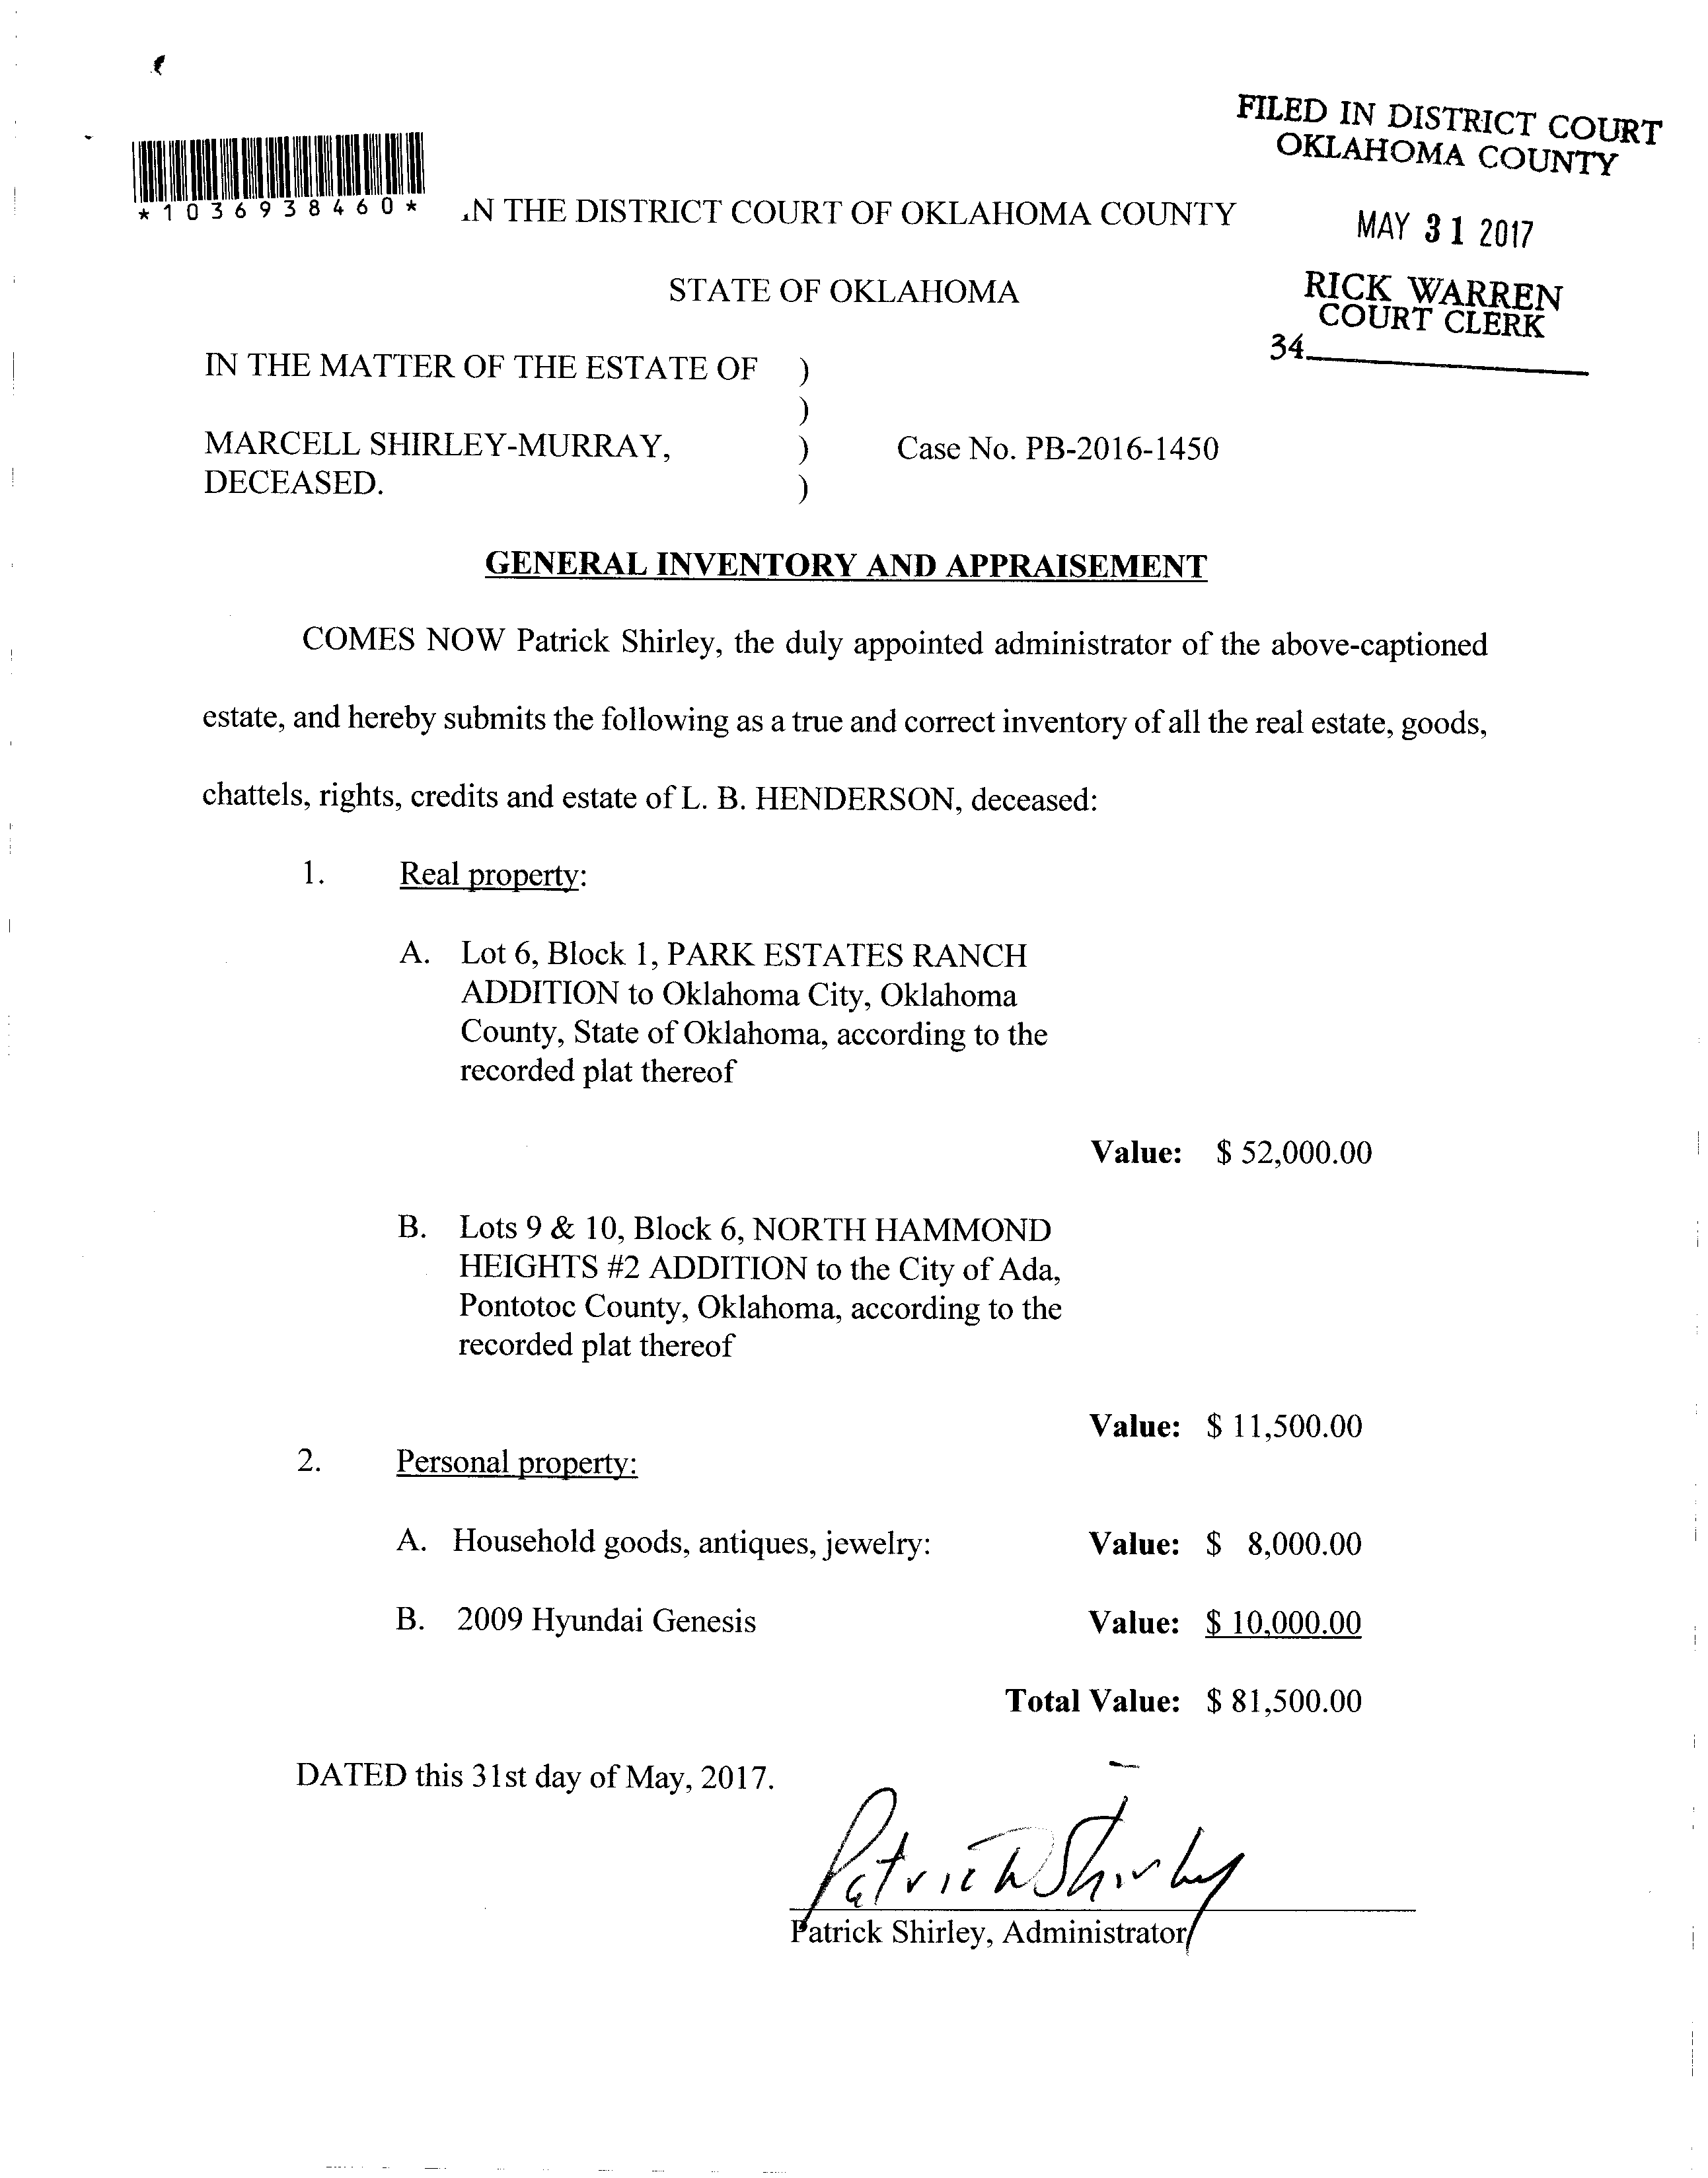 FILED IN DISTRICT COURT
OKLAHOMA COUNTY
MAY 31 2017
RICK WARREN
COURT CLERK
34
*1036938460*
N THE DISTRICT COURT OF OKLAHOMA COUNTY
STATE OF OKLAHOMA
IN THE MATTER OF THE ESTATE OF )
)
MARCELL SHIRLEY-MURRAY, ) Case No. PB-2016-1450
DECEASED. )
GENERAL INVENTORY AND APPRAISEMENT
COMES NOW Patrick Shirley, the duly appointed administrator of the above-captioned
estate, and hereby submits the following as a true and correct inventory of all the real estate, goods,
chattels, rights, credits and estate of L. B. HENDERSON, deceased:
1. Real property:
A. Lot 6, Block 1, PARK ESTATES RANCH
ADDITION to Oklahoma City, Oklahoma
County, State of Oklahoma, according to the
recorded plat thereof
Value: $ 52,000.00
B. Lots 9 & 10, Block 6, NORTH HAMMOND
HEIGHTS #2 ADDITION to the City of Ada,
Pontotoc County, Oklahoma, according to the
recorded plat thereof
Value: $ 11,500.00
2. Personal property:
A. Household goods, antiques, jewelry: Value: $ 8,000.00
B. 2009 Hyundai Genesis Value: $ 10,000.00
Total Value: $ 81,500.00
DATED this 31st day of May, 2017.
Patrick Shirley
Patrick Shirley, Administrator